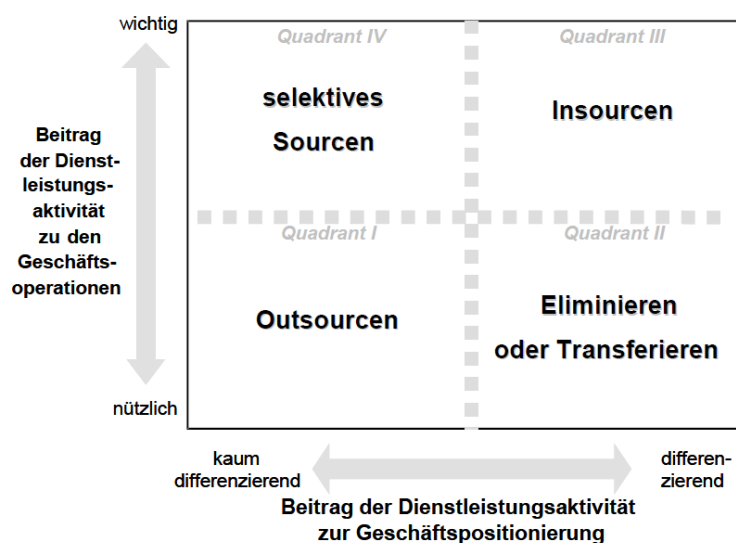 wichtig
Quadrant IV
Quadrant III
selektives
Sourcen
Insourcen
Beitrag
der Dienst-
leistungs-
aktivität
zu den
Geschäfts-
operationen
Quadrant I
Quadrant II
Outsourcen
Eliminieren
oder Transferieren
nützlich
kaum
differenzierend
differen-
zierend
Beitrag der Dienstleistungsaktivität
zur Geschäftspositionierung